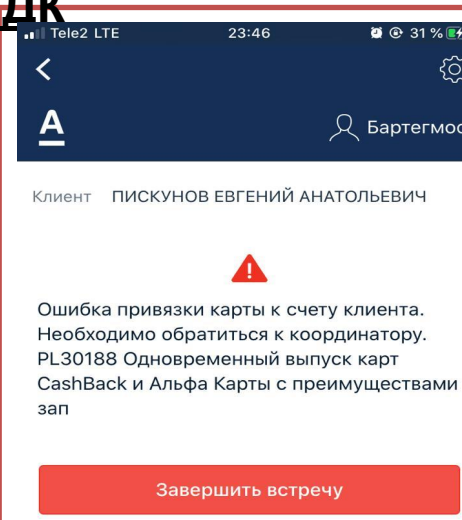 ДК
Tele2 LTE 23:46 31 %
А
Бартегмос
Клиент ПИСКУНОВ ЕВГЕНИЙ АНАТОЛЬЕВИЧ
Ошибка привязки карты к счету клиента.
Необходимо обратиться к координатору.
PL30188 Одновременный выпуск карт
CashBack и Альфа Карты с преимуществами
зап
Завершить встречу